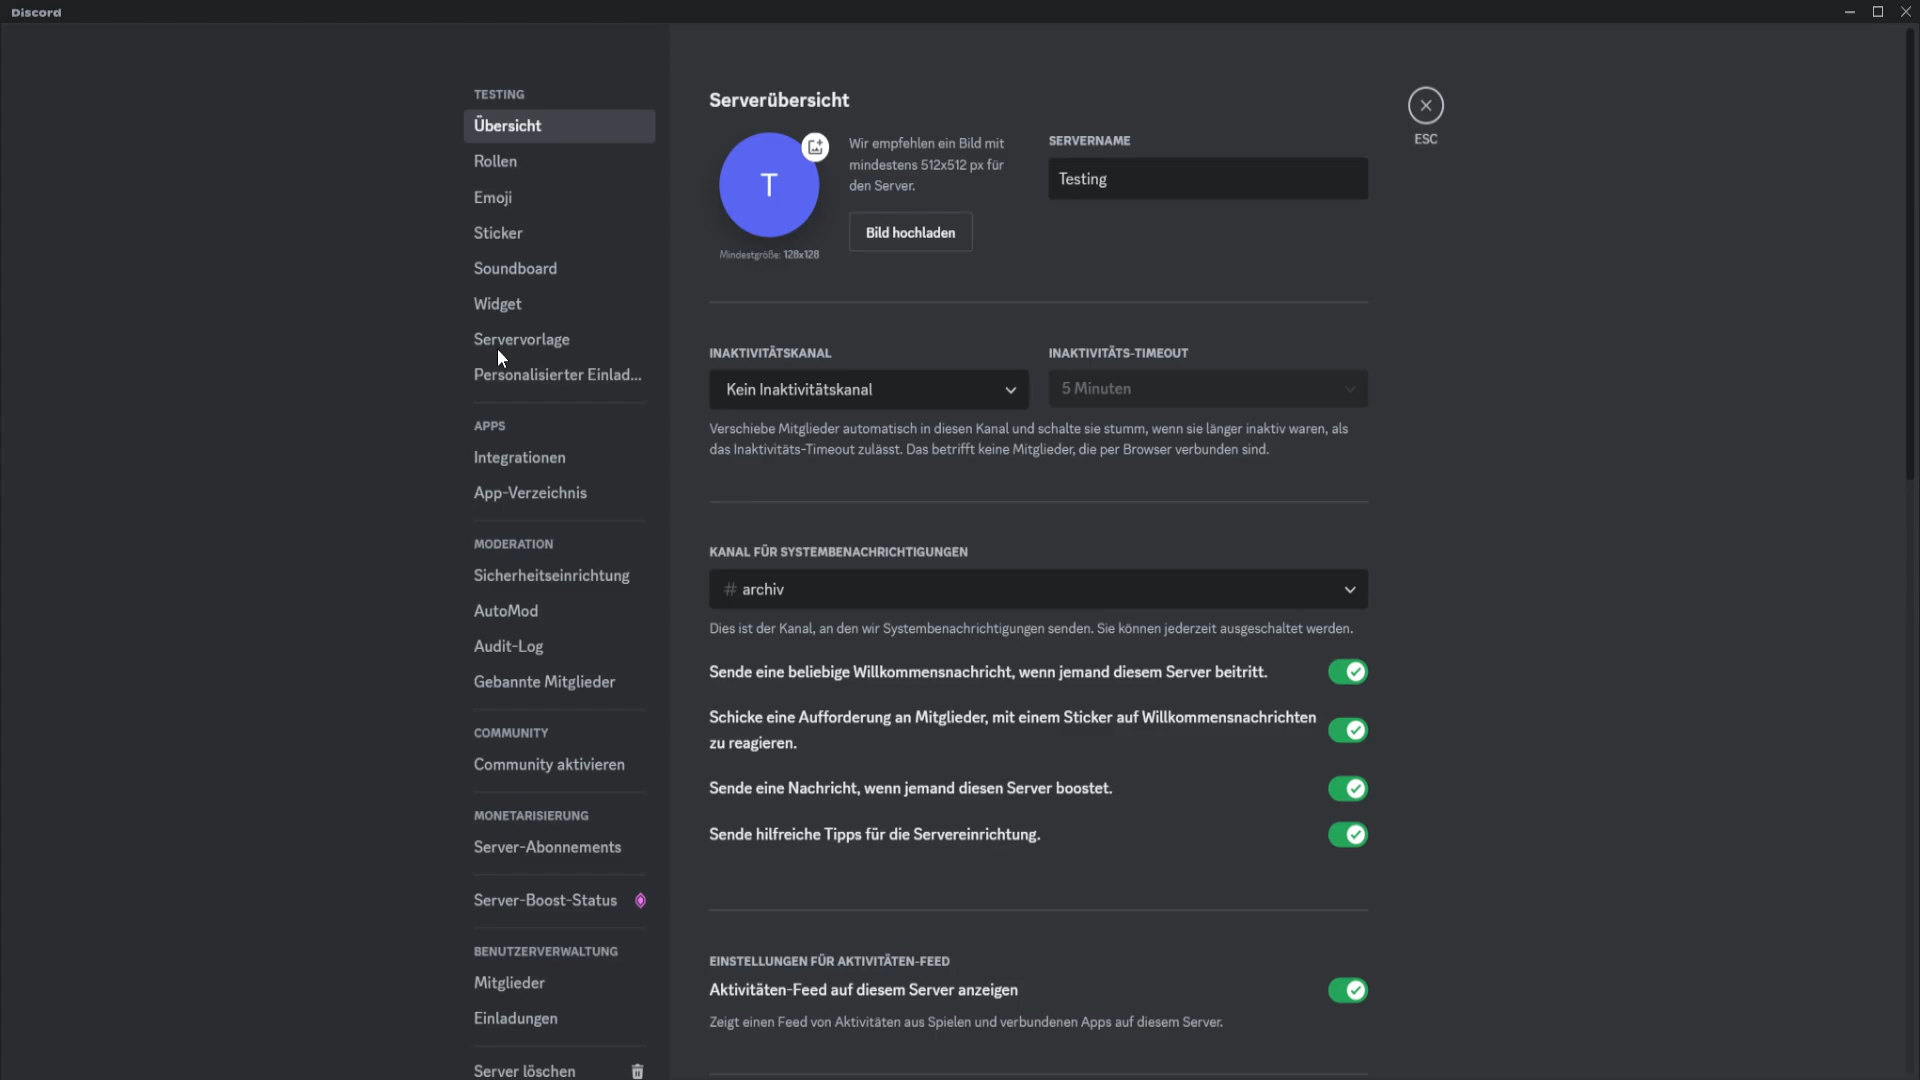 Discord
TESTING
Übersicht
Rollen
Emoji
Sticker
Soundboard
Widget
Servervorlage
Personalisierter Einlad...
APPS
Integrationen
App-Verzeichnis
MODERATION
Sicherheitseinrichtung
AutoMod
Audit-Log
Gebannte Mitglieder
COMMUNITY
Community aktivieren
MONETARISIERUNG
Server-Abonnements
Server-Boost-Status
BENUTZERVERWALTUNG
Mitglieder
Einladungen
Server löschen
Serverübersicht
T
Mindestgröße: 128x128
Wir empfehlen ein Bild mit
mindestens 512x512 px für
den Server.
Bild hochladen
SERVERNAME
Testing
ESC
INAKTIVITÄTSKANAL
Kein Inaktivitätskanal
INAKTIVITÄTS-TIMEOUT
5 Minuten
Verschiebe Mitglieder automatisch in diesen Kanal und schalte sie stumm, wenn sie länger inaktiv waren, als
das Inaktivitäts-Timeout zulässt. Das betrifft keine Mitglieder, die per Browser verbunden sind.
KANAL FÜR SYSTEMBENACHRICHTIGUNGEN
# archiv
Dies ist der Kanal, an den wir Systembenachrichtigungen senden. Sie können jederzeit ausgeschaltet werden.
Sende eine beliebige Willkommensnachricht, wenn jemand diesem Server beitritt.
Schicke eine Aufforderung an Mitglieder, mit einem Sticker auf Willkommensnachrichten
zu reagieren.
Sende eine Nachricht, wenn jemand diesen Server boostet.
Sende hilfreiche Tipps für die Servereinrichtung.
EINSTELLUNGEN FÜR AKTIVITÄTEN-FEED
Aktivitäten-Feed auf diesem Server anzeigen
Zeigt einen Feed von Aktivitäten aus Spielen und verbundenen Apps auf diesem Server.